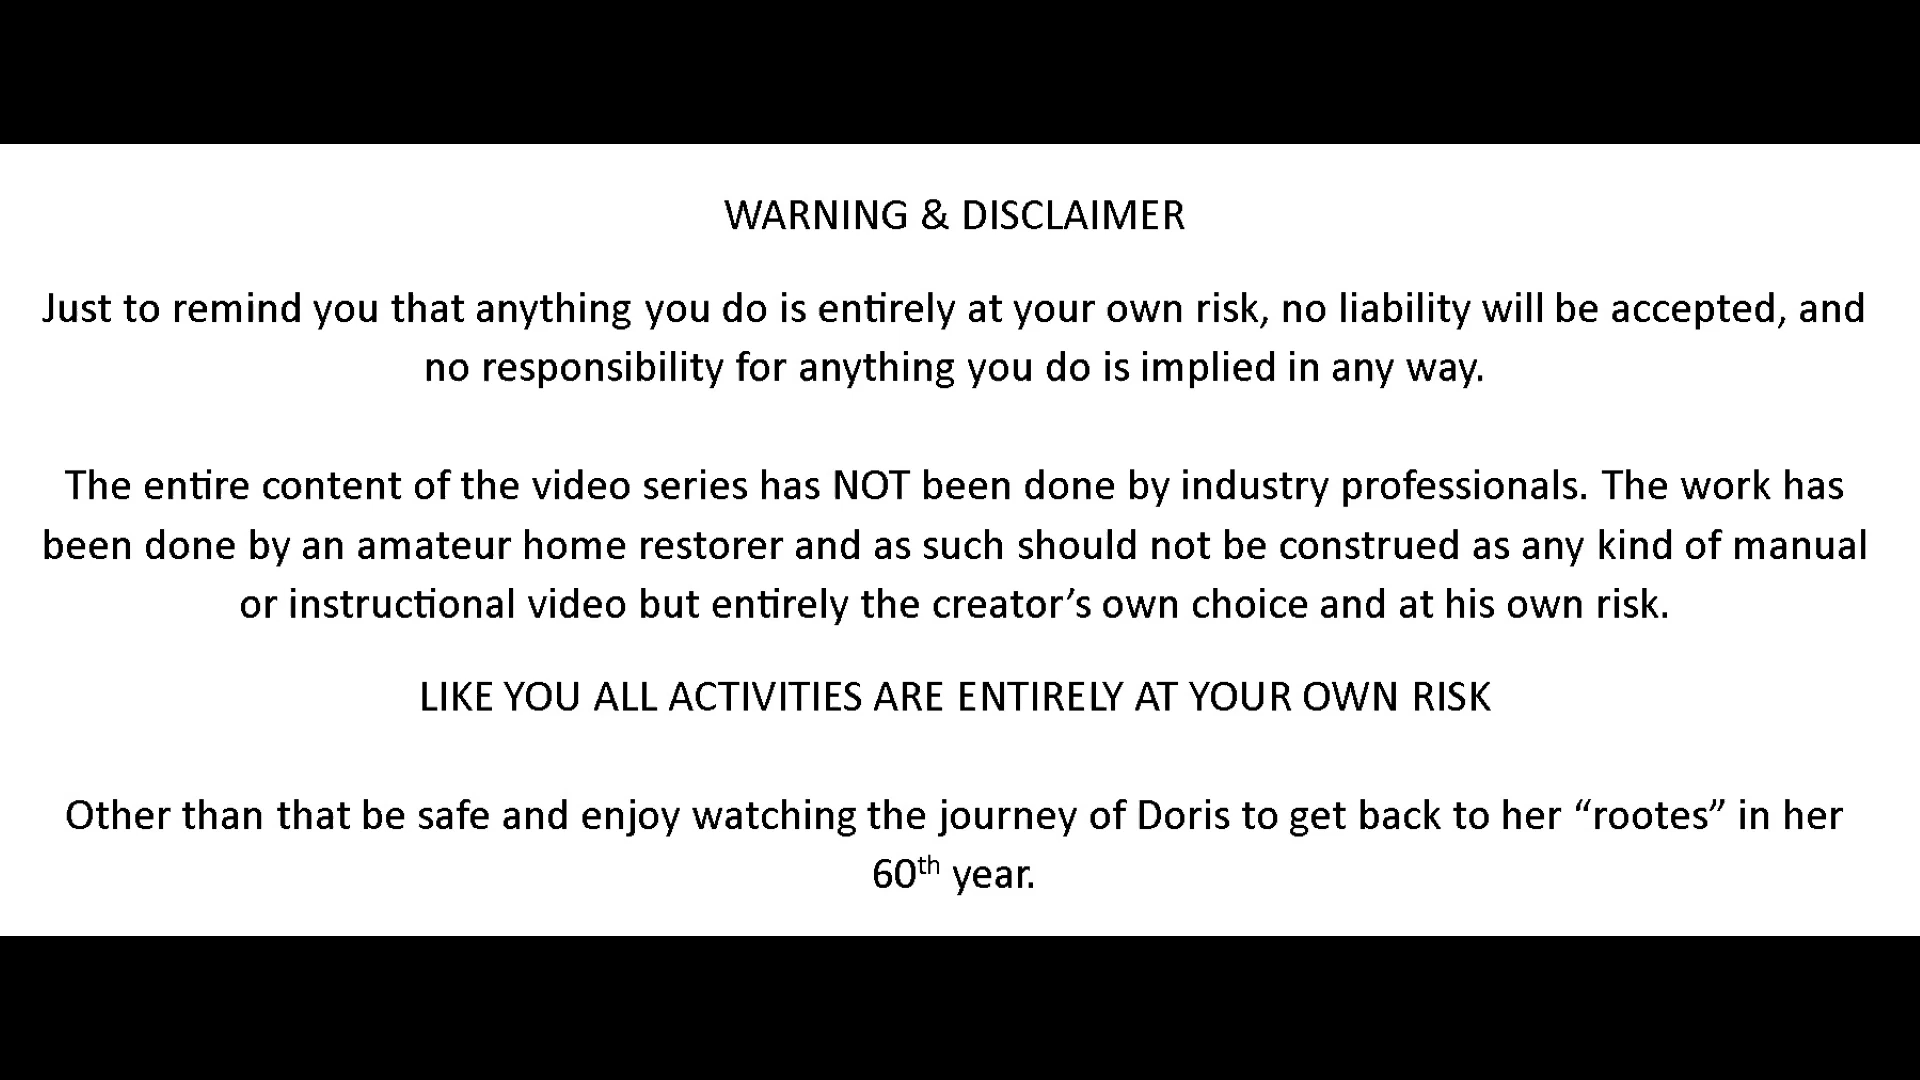 WARNING & DISCLAIMER
Just to remind you that anything you do is entirely at your own risk, no liability will be accepted, and
no responsibility for anything you do is implied in any way.
The entire content of the video series has NOT been done by industry professionals. The work has
been done by an amateur home restorer and as such should not be construed as any kind of manual
or instructional video but entirely the creator’s own choice and at his own risk.
LIKE YOU ALL ACTIVITIES ARE ENTIRELY AT YOUR OWN RISK
Other than that be safe and enjoy watching the journey of Doris to get back to her “rootes” in her
60th year.